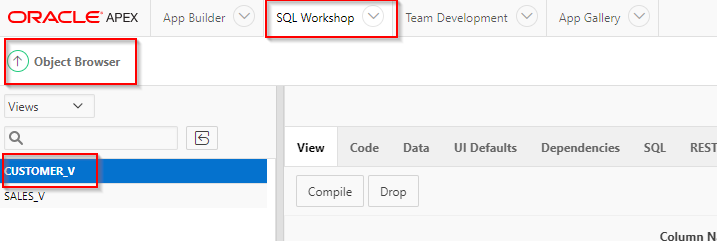 ORACLE APEX App Builder SQL Workshop Team Development App Gallery
Object Browser
Views
CUSTOMER_V
SALES_V
View Code Data UI Defaults Dependencies SQL REST
Compile Drop
Column